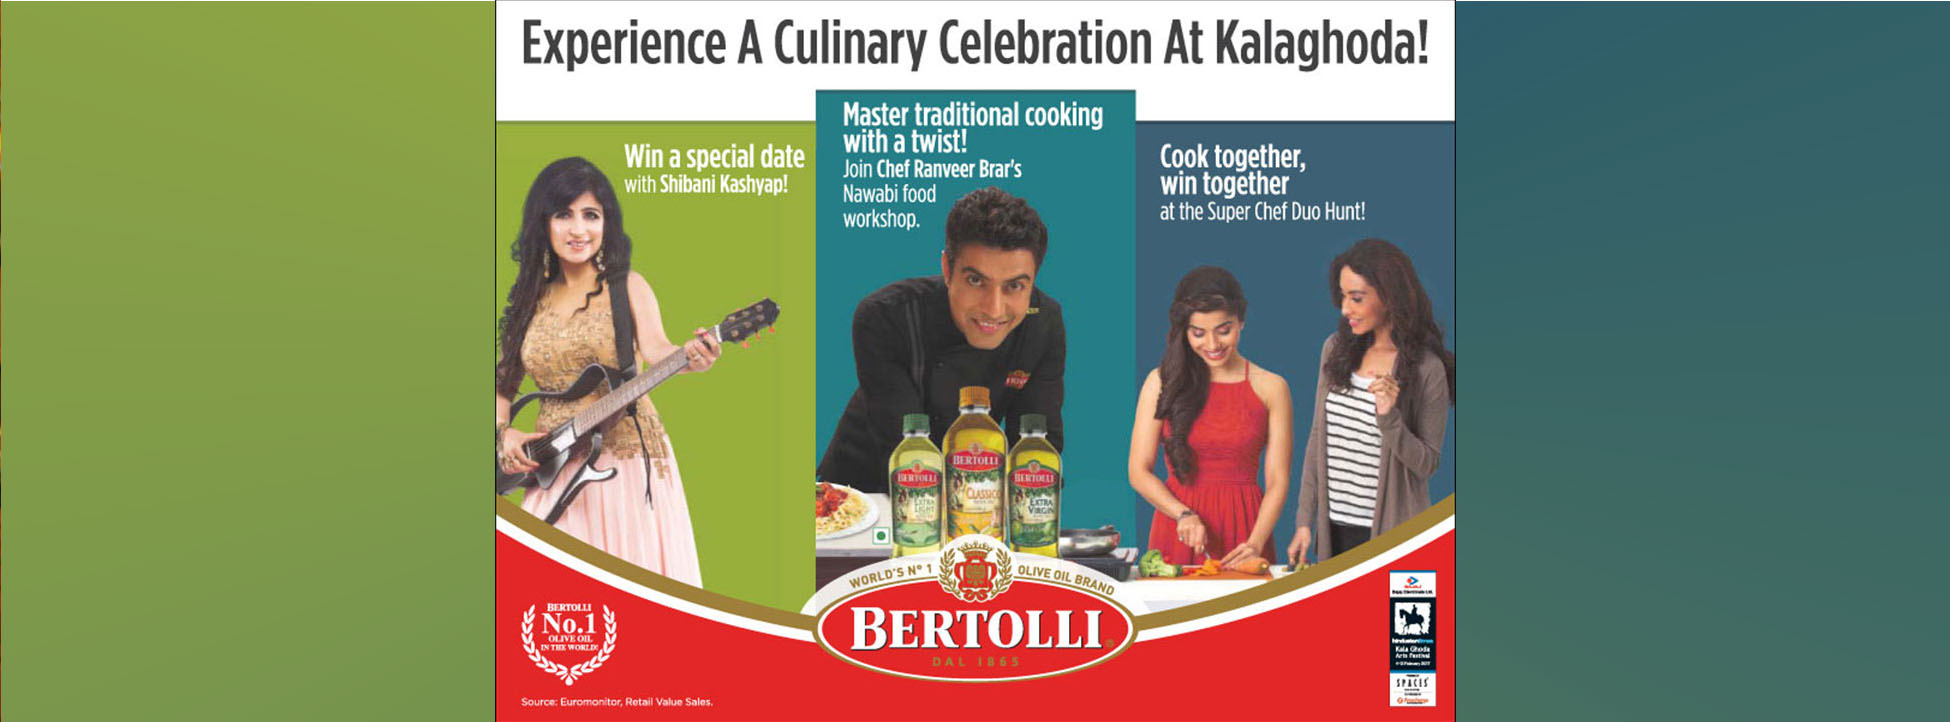 Experience A Culinary Celebration At Kalaghoda!
Win a special date
with Shibani Kashyap!
Master traditional cooking
with a twist!
Join Chef Ranveer Brar's
Nawabi food
workshop.
Cook together,
win together
at the Super Chef Duo Hunt!
BERTOLLI
EXTRA
LIGHT
BERTOLLI
CLASSICO
BERTOLLI
EXTRA
VIRGIN
WORLD'S Nº 1 OLIVE OIL BRAND
BERTOLLI
DAL 1865
BERTOLLI
No.1
OLIVE OIL
IN THE WORLD!
Source: Euromonitor, Retail Value Sales.
hindustantimes
Kala Ghoda
Arts Festival
SPACES